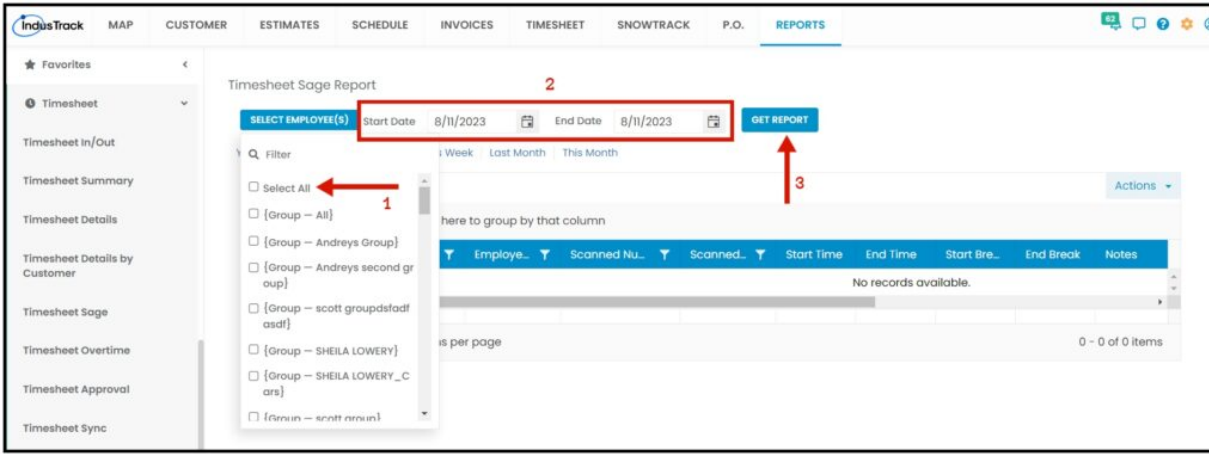 IndusTrack MAP CUSTOMER ESTIMATES SCHEDULE INVOICES TIMESHEET SNOWTRACK P.O. REPORTS 62
Favorites
Timesheet
Timesheet In/Out
Timesheet Summary
Timesheet Details
Timesheet Details by
Customer
Timesheet Sage
Timesheet Overtime
Timesheet Approval
Timesheet Sync
Timesheet Sage Report
2
SELECT EMPLOYEE(S) Start Date 8/11/2023 End Date 8/11/2023 GET REPORT
Week Last Month This Month
Filter
Select All
1
3
Actions
{Group — All}
here to group by that column
{Group — Andreys Group}
Employe... Scanned Nu... Scanned... Start Time End Time Start Bre... End Break Notes
{Group — Andreys second gr
oup}
No records available.
{Group — scott groupdsfadf
asdf}
{Group — SHEILA LOWERY}
per page
0 - 0 of 0 items
{Group — SHEILA LOWERY_C
ars}
{Group — scott group}